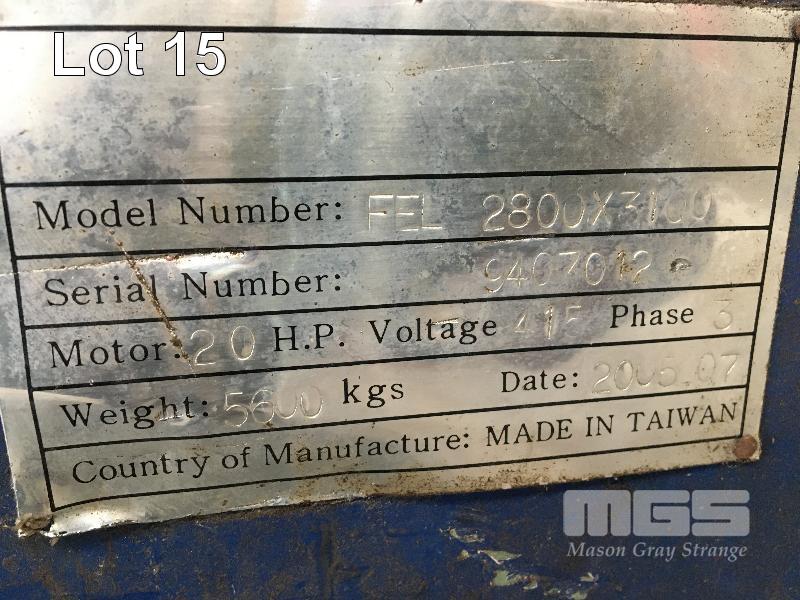 Lot 15
Model Number: FEL 2800X3100
Serial Number: 9407012
Motor: 20 H.P. Voltage 415 Phase 3
Weight: 5600 kgs Date: 2005.07
Country of Manufacture: MADE IN TAIWAN
MGS
Mason Gray Strange